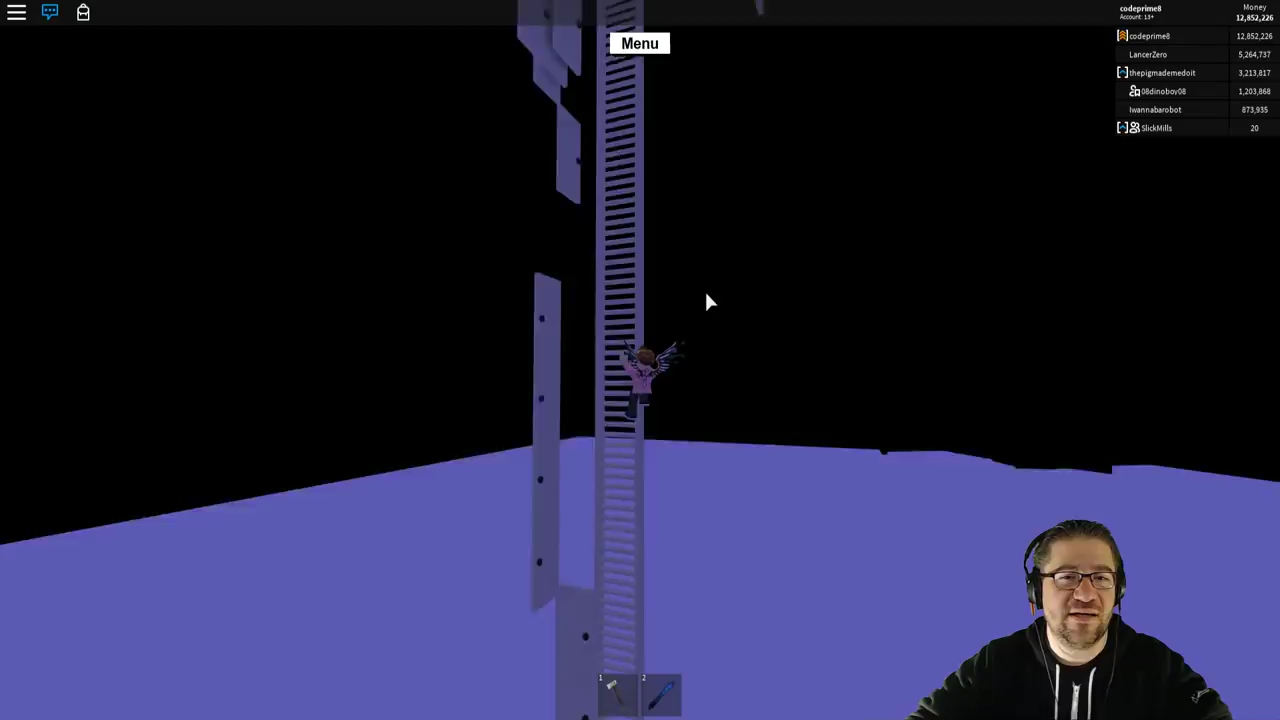 codeprime8
Account: 13+
Money
12,852,226
Menu
codeprime8 12,852,226
LancerZero 5,264,737
thepigmademedoit 3,213,817
08dinoboy08 1,203,868
Iwannabarobot 873,935
SlickMills 20
1
2